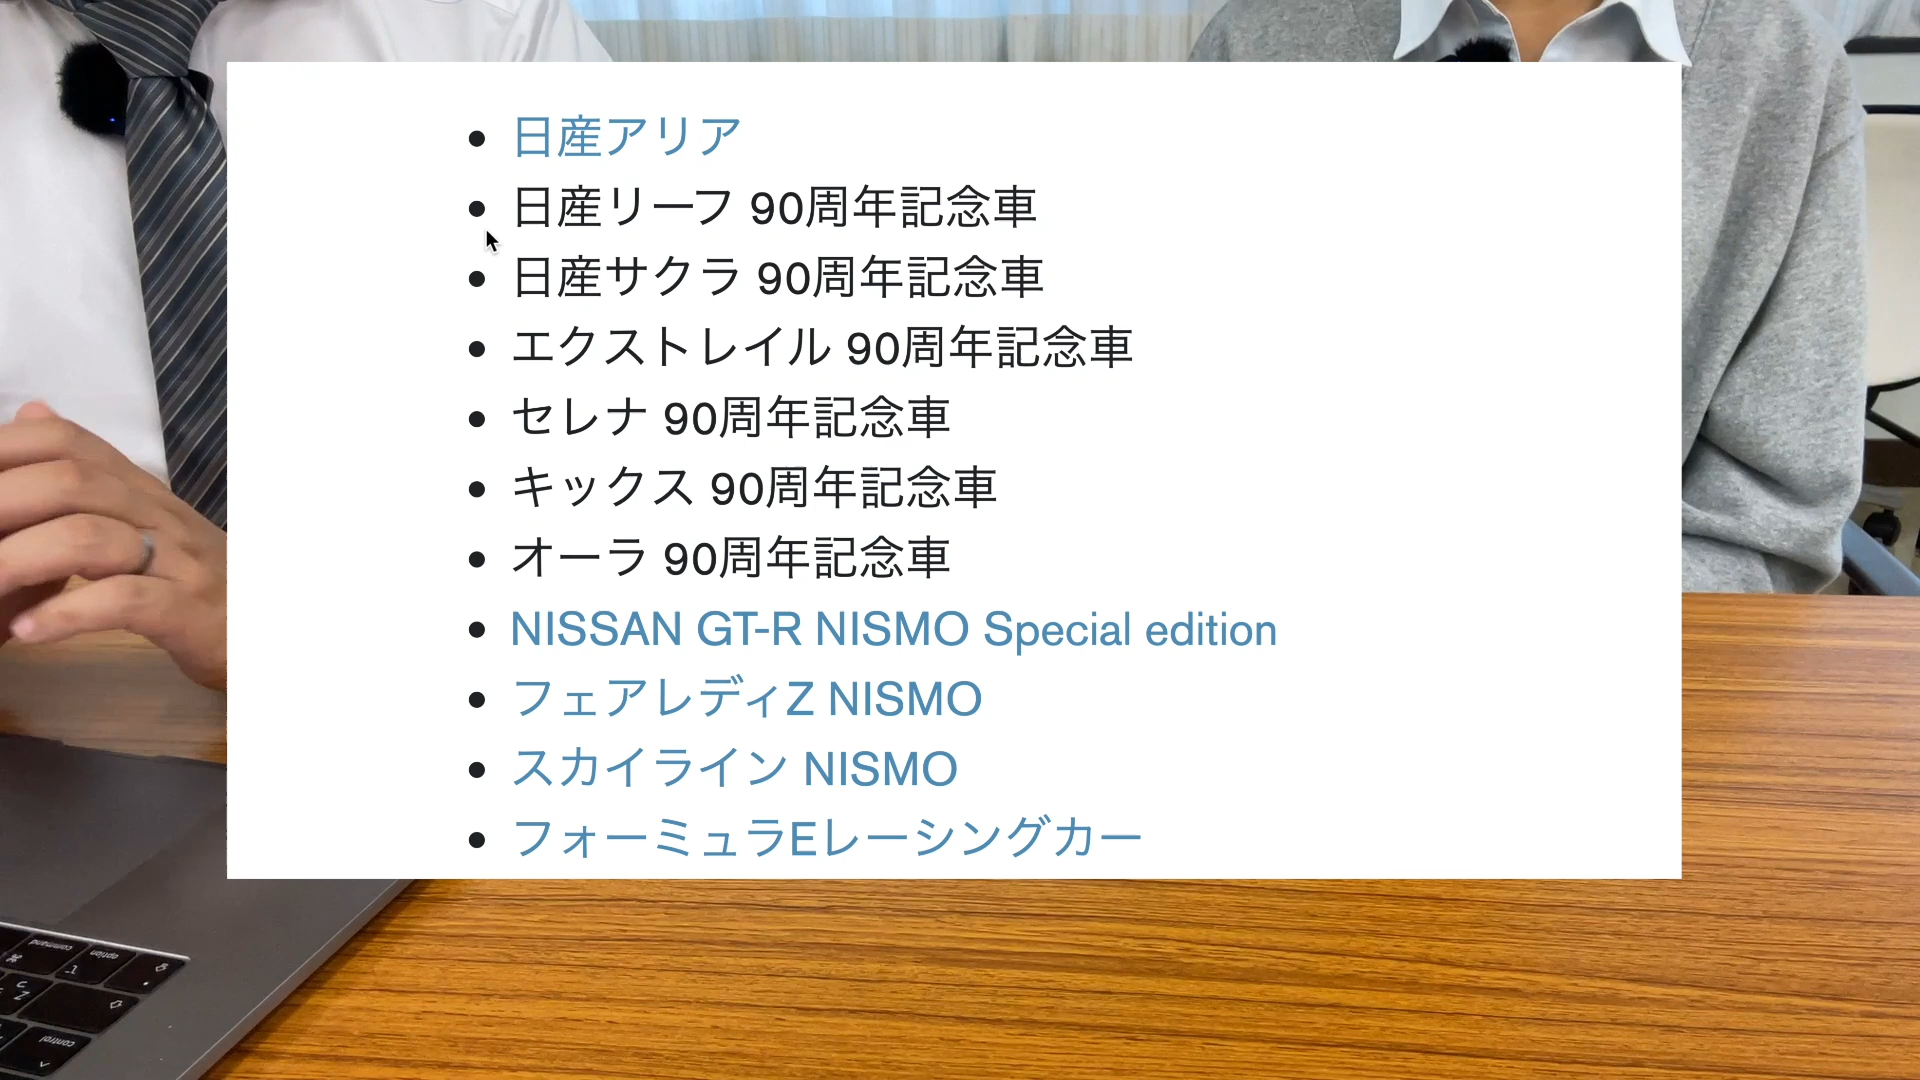 日産アリア
日産リーフ 90周年記念車
日産サクラ 90周年記念車
エクストレイル 90周年記念車
セレナ 90周年記念車
キックス 90周年記念車
オーラ 90周年記念車
NISSAN GT-R NISMO Special edition
フェアレディZ NISMO
スカイライン NISMO
フォーミュラEレーシングカー
command
option
control